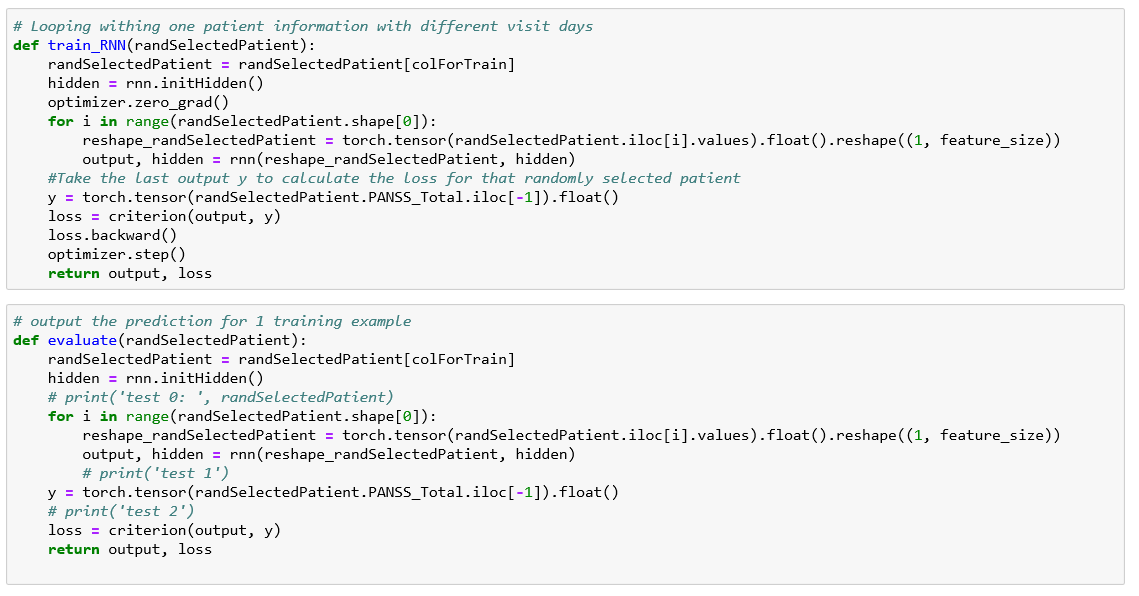 # Looping withing one patient information with different visit days
def train_RNN(randSelectedPatient):
    randSelectedPatient = randSelectedPatient[colForTrain]
    hidden = rnn.initHidden()
    optimizer.zero_grad()
    for i in range(randSelectedPatient.shape[0]):
        reshape_randSelectedPatient = torch.tensor(randSelectedPatient.iloc[i].values).float().reshape((1, feature_size))
        output, hidden = rnn(reshape_randSelectedPatient, hidden)
    #Take the last output y to calculate the loss for that randomly selected patient
    y = torch.tensor(randSelectedPatient.PANSS_Total.iloc[-1]).float()
    loss = criterion(output, y)
    loss.backward()
    optimizer.step()
    return output, loss
# output the prediction for 1 training example
def evaluate(randSelectedPatient):
    randSelectedPatient = randSelectedPatient[colForTrain]
    hidden = rnn.initHidden()
    # print('test 0: ', randSelectedPatient)
    for i in range(randSelectedPatient.shape[0]):
        reshape_randSelectedPatient = torch.tensor(randSelectedPatient.iloc[i].values).float().reshape((1, feature_size))
        output, hidden = rnn(reshape_randSelectedPatient, hidden)
        # print('test 1')
    y = torch.tensor(randSelectedPatient.PANSS_Total.iloc[-1]).float()
    # print('test 2')
    loss = criterion(output, y)
    return output, loss